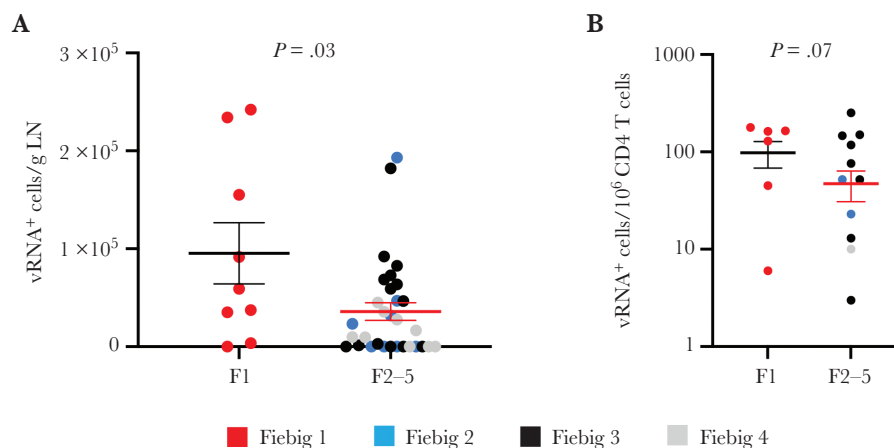 A
P = .03
vRNA⁺ cells/g LN
3 ×10⁵
2 ×10⁵
1 ×10⁵
0
F1 F2–5
B
P = .07
vRNA⁺ cells/10⁶ CD4 T cells
1000
100
10
1
F1 F2–5
Fiebig 1 Fiebig 2 Fiebig 3 Fiebig 4